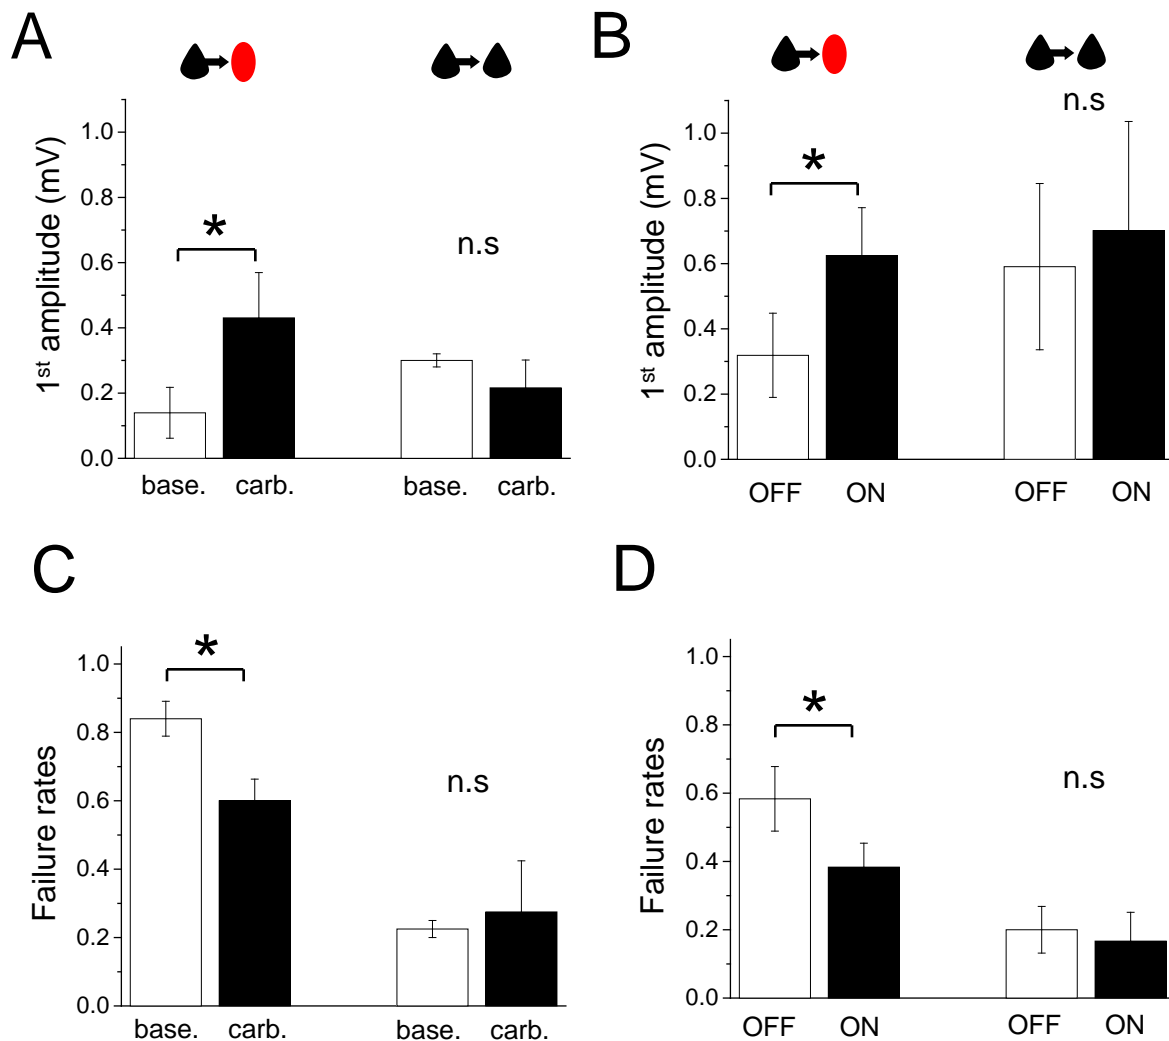 A
B
n.s
1.0
0.8
0.6
0.4
0.2
0.0
1st amplitude (mV)
*
n.s
base.
carb.
base.
carb.
1.0
0.8
0.6
0.4
0.2
0.0
1st amplitude (mV)
*
OFF
ON
OFF
ON
C
D
1.0
0.8
0.6
0.4
0.2
0.0
Failure rates
*
n.s
base.
carb.
base.
carb.
1.0
0.8
0.6
0.4
0.2
0.0
Failure rates
*
n.s
OFF
ON
OFF
ON